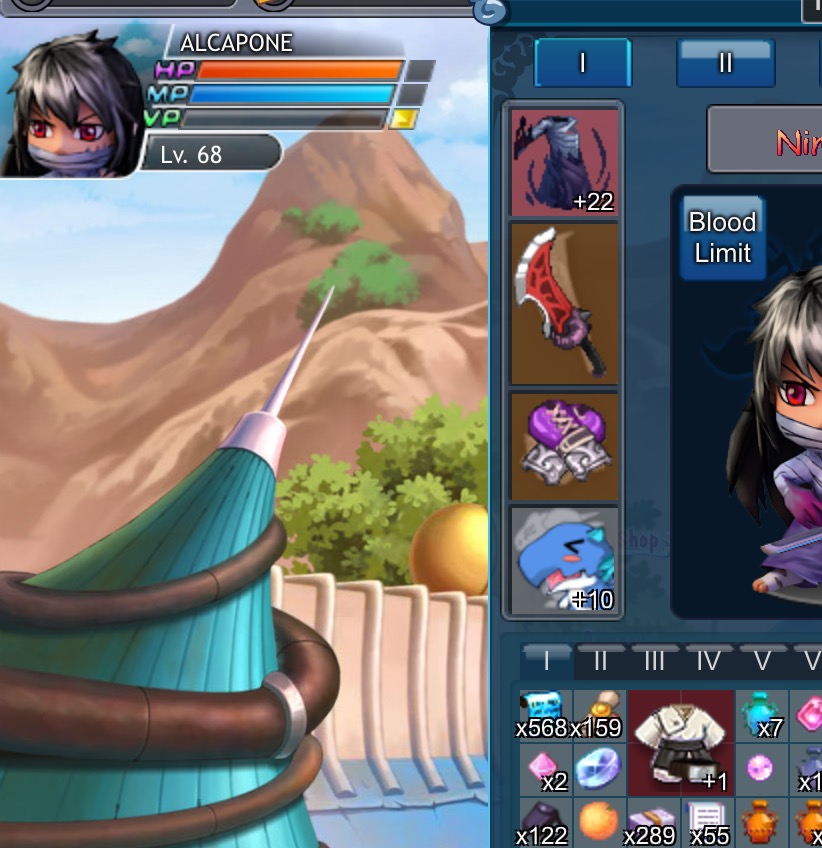 ALCAPONE
HP
MP
VP
Lv. 68
I
II
+22
Blood
Limit
+10
I
II
III
IV
V
x568
x159
x7
x2
+1
x122
x289
x55